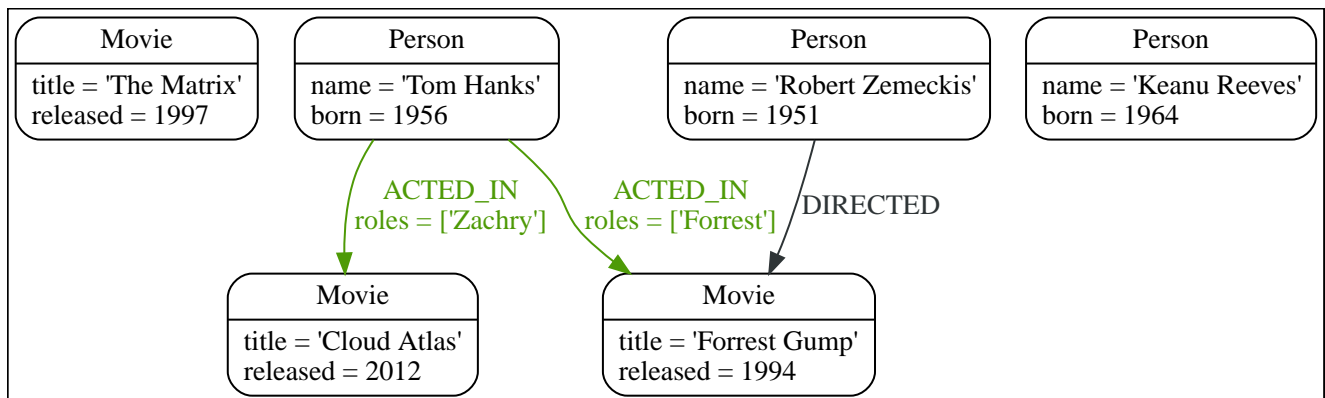 Movie
title = 'The Matrix'
released = 1997
Person
name = 'Tom Hanks'
born = 1956
Person
name = 'Robert Zemeckis'
born = 1951
Person
name = 'Keanu Reeves'
born = 1964
ACTED_IN
roles = ['Zachry']
ACTED_IN
roles = ['Forrest']
DIRECTED
Movie
title = 'Cloud Atlas'
released = 2012
Movie
title = 'Forrest Gump'
released = 1994